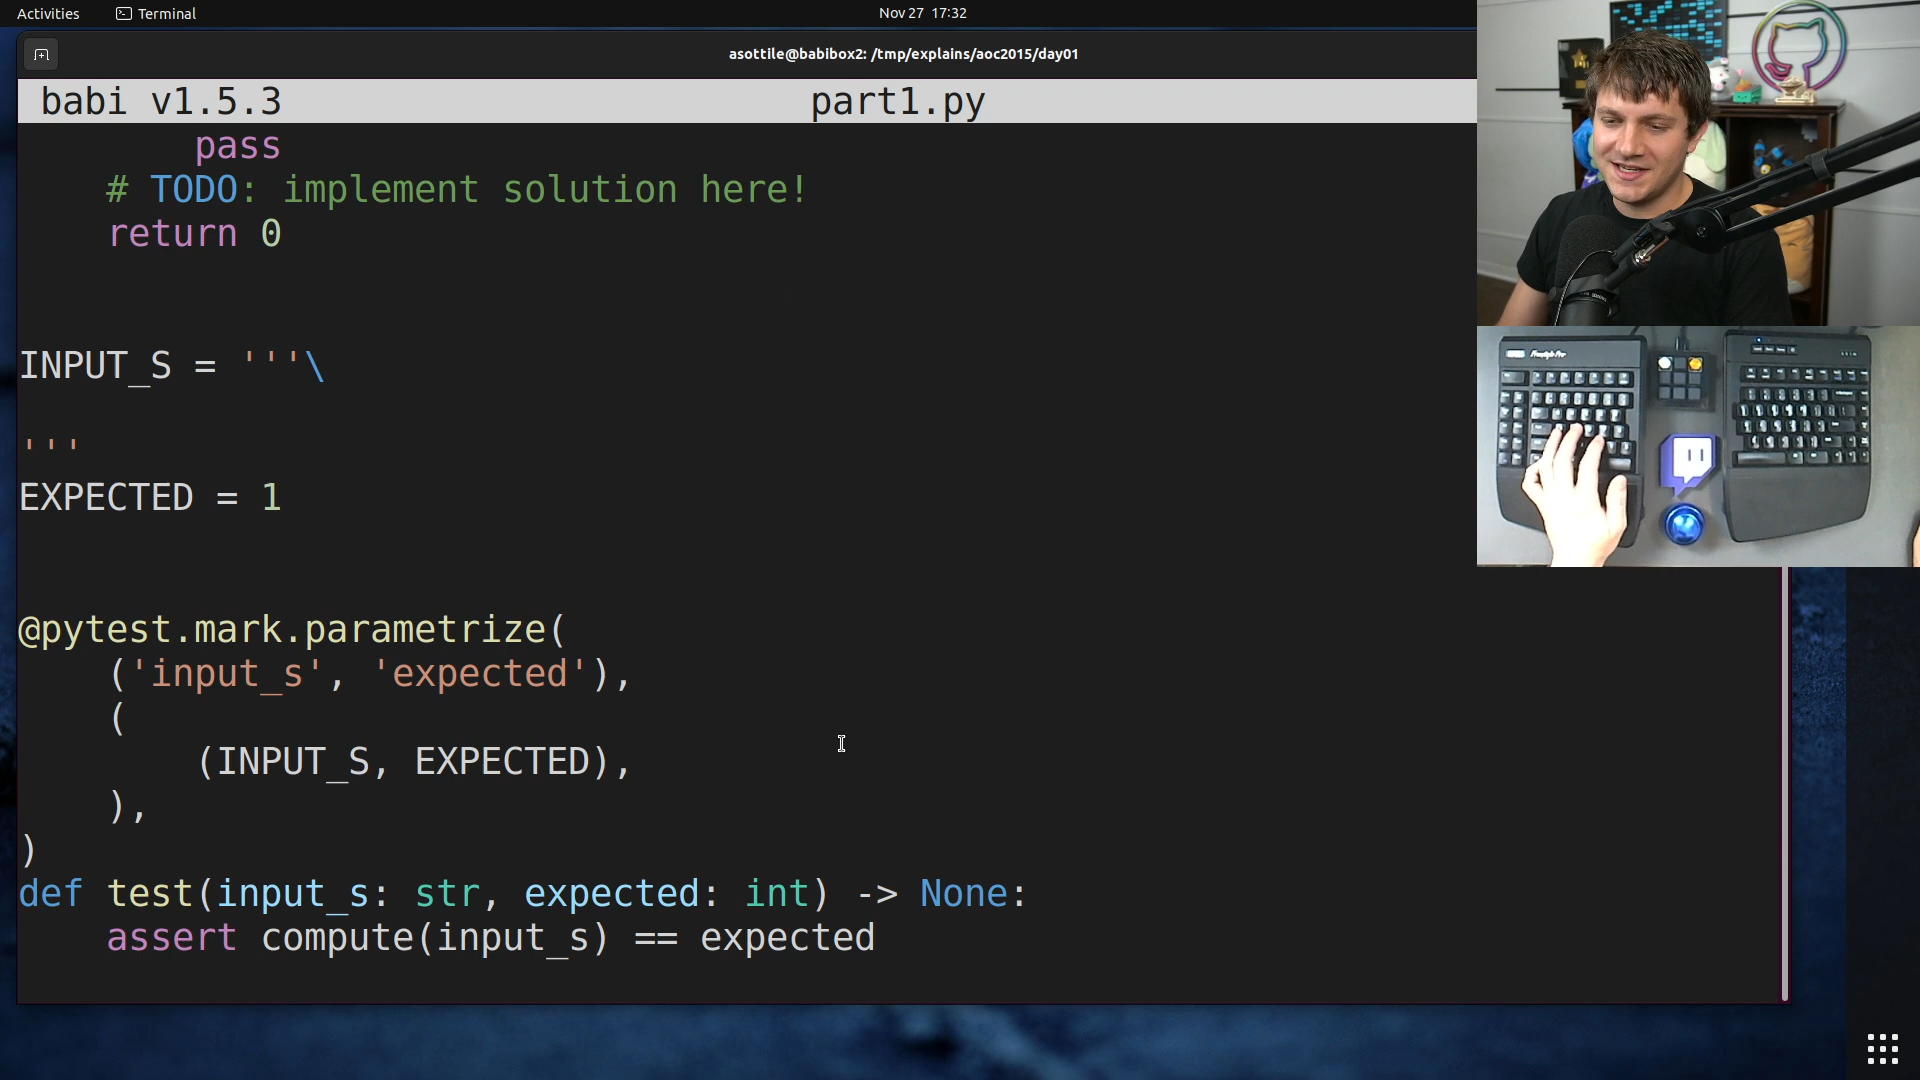 Activities
Terminal
Nov 27 17:32
asottile@babibox2: /tmp/explains/aoc2015/day01
babi v1.5.3
part1.py
pass
# TODO: implement solution here!
return 0
INPUT_S = '''\
'''
EXPECTED = 1
@pytest.mark.parametrize(
('input_s', 'expected'),
(
(INPUT_S, EXPECTED),
),
)
def test(input_s: str, expected: int) -> None:
assert compute(input_s) == expected